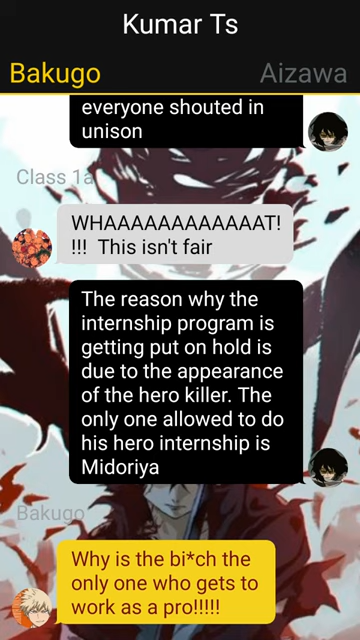 Kumar Ts
Bakugo
Aizawa
everyone shouted in
unison
Class 1a
WHAAAAAAAAAAAAT!
!!!  This isn't fair
The reason why the
internship program is
getting put on hold is
due to the appearance
of the hero killer. The
only one allowed to do
his hero internship is
Midoriya
Bakugo
Why is the bi*ch the
only one who gets to
work as a pro!!!!!